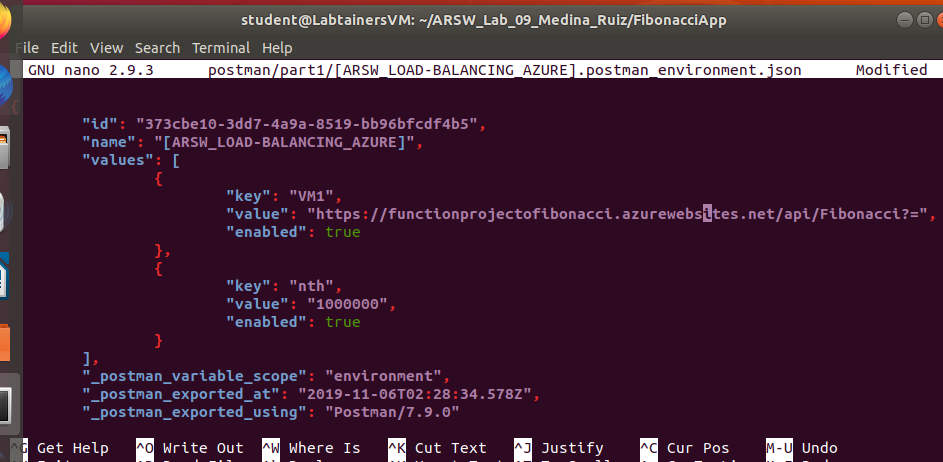 student@LabtainersVM: ~/ARSW_Lab_09_Medina_Ruiz/FibonacciApp
File Edit View Search Terminal Help
GNU nano 2.9.3 postman/part1/[ARSW_LOAD-BALANCING_AZURE].postman_environment.json Modified
{
"id": "373cbe10-3dd7-4a9a-8519-bb96bfcdf4b5",
"name": "[ARSW_LOAD-BALANCING_AZURE]",
"values": [
{
"key": "VM1",
"value": "https://functionprojectofibonacci.azurewebsites.net/api/Fibonacci?=",
"enabled": true
},
{
"key": "nth",
"value": "1000000",
"enabled": true
}
],
"_postman_variable_scope": "environment",
"_postman_exported_at": "2019-11-06T02:28:34.578Z",
"_postman_exported_using": "Postman/7.9.0"
^G Get Help ^O Write Out ^W Where Is ^K Cut Text ^J Justify ^C Cur Pos M-U Undo